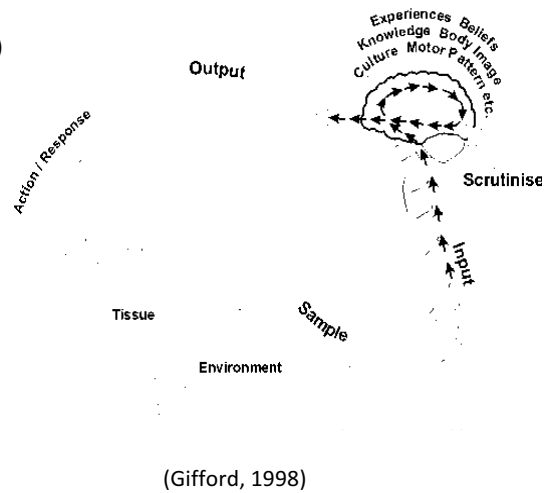 )
Experiences Beliefs
Knowledge Body Image
Culture Motor Pattern etc.
Output
Action / Response
Scrutinise
Input
Tissue
Sample
Environment
(Gifford, 1998)